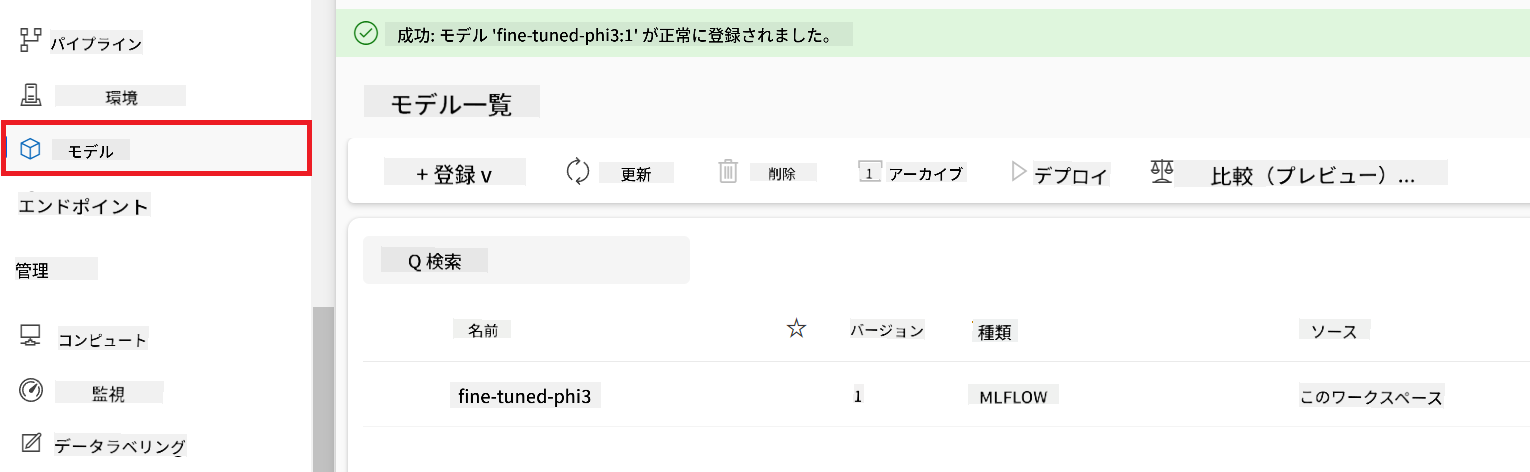 パイプライン
環境
モデル
エンドポイント
管理
コンピュート
監視
データラベリング
成功: モデル 'fine-tuned-phi3:1' が正常に登録されました。
モデル一覧
+ 登録 v
更新
削除
1 アーカイブ
デプロイ
比較（プレビュー）...
Q 検索
名前 バージョン 種類 ソース
fine-tuned-phi3 1 MLFLOW このワークスペース